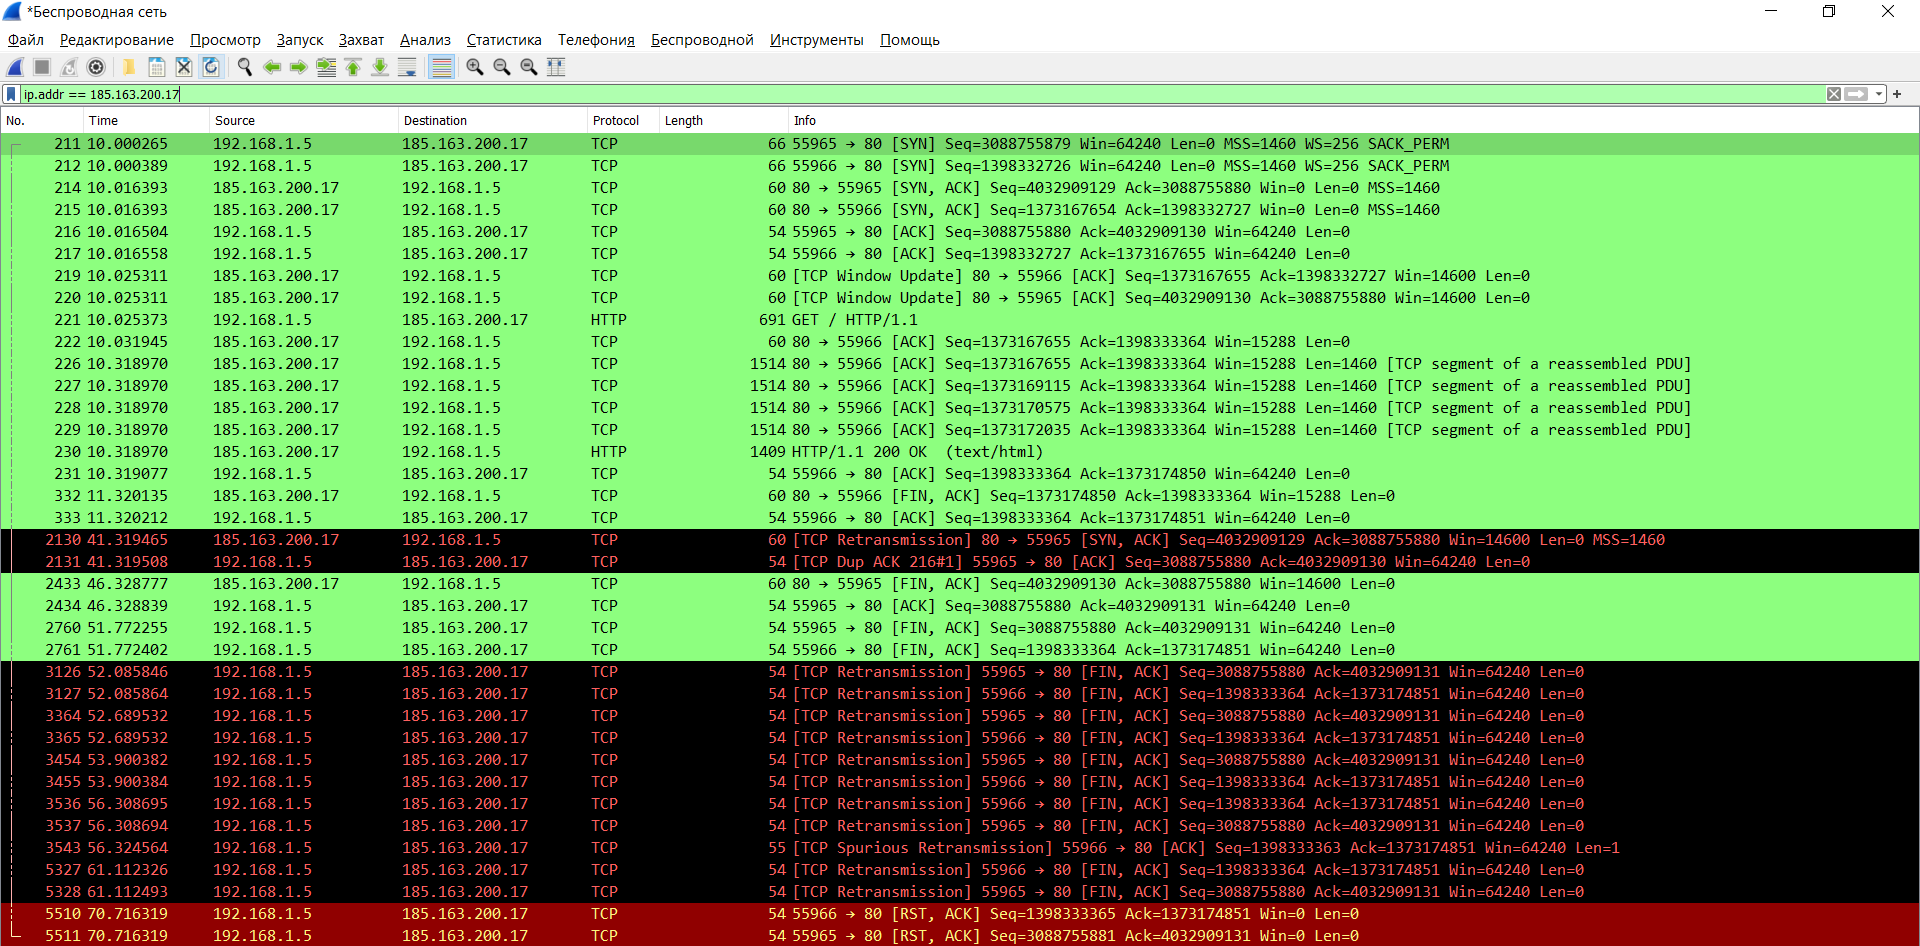 *Беспроводная сеть
Файл Редактирование Просмотр Запуск Захват Анализ Статистика Телефония Беспроводной Инструменты Помощь
ip.addr == 185.163.200.17
No. Time Source Destination Protocol Length Info
211 10.000265 192.168.1.5 185.163.200.17 TCP 66 55965 → 80 [SYN] Seq=3088755879 Win=64240 Len=0 MSS=1460 WS=256 SACK_PERM
212 10.000389 192.168.1.5 185.163.200.17 TCP 66 55966 → 80 [SYN] Seq=1398332726 Win=64240 Len=0 MSS=1460 WS=256 SACK_PERM
214 10.016393 185.163.200.17 192.168.1.5 TCP 60 80 → 55965 [SYN, ACK] Seq=4032909129 Ack=3088755880 Win=0 Len=0 MSS=1460
215 10.016393 185.163.200.17 192.168.1.5 TCP 60 80 → 55966 [SYN, ACK] Seq=1373167654 Ack=1398332727 Win=0 Len=0 MSS=1460
216 10.016504 192.168.1.5 185.163.200.17 TCP 54 55965 → 80 [ACK] Seq=3088755880 Ack=4032909130 Win=64240 Len=0
217 10.016558 192.168.1.5 185.163.200.17 TCP 54 55966 → 80 [ACK] Seq=1398332727 Ack=1373167655 Win=64240 Len=0
219 10.025311 185.163.200.17 192.168.1.5 TCP 60 [TCP Window Update] 80 → 55966 [ACK] Seq=1373167655 Ack=1398332727 Win=14600 Len=0
220 10.025311 185.163.200.17 192.168.1.5 TCP 60 [TCP Window Update] 80 → 55965 [ACK] Seq=4032909130 Ack=3088755880 Win=14600 Len=0
221 10.025373 192.168.1.5 185.163.200.17 HTTP 691 GET / HTTP/1.1
222 10.031945 185.163.200.17 192.168.1.5 TCP 60 80 → 55966 [ACK] Seq=1373167655 Ack=1398333364 Win=15288 Len=0
226 10.318970 185.163.200.17 192.168.1.5 TCP 1514 80 → 55966 [ACK] Seq=1373167655 Ack=1398333364 Win=15288 Len=1460 [TCP segment of a reassembled PDU]
227 10.318970 185.163.200.17 192.168.1.5 TCP 1514 80 → 55966 [ACK] Seq=1373169115 Ack=1398333364 Win=15288 Len=1460 [TCP segment of a reassembled PDU]
228 10.318970 185.163.200.17 192.168.1.5 TCP 1514 80 → 55966 [ACK] Seq=1373170575 Ack=1398333364 Win=15288 Len=1460 [TCP segment of a reassembled PDU]
229 10.318970 185.163.200.17 192.168.1.5 TCP 1514 80 → 55966 [ACK] Seq=1373172035 Ack=1398333364 Win=15288 Len=1460 [TCP segment of a reassembled PDU]
230 10.318970 185.163.200.17 192.168.1.5 HTTP 1409 HTTP/1.1 200 OK (text/html)
231 10.319077 192.168.1.5 185.163.200.17 TCP 54 55966 → 80 [ACK] Seq=1398333364 Ack=1373174850 Win=64240 Len=0
332 11.320135 185.163.200.17 192.168.1.5 TCP 60 80 → 55966 [FIN, ACK] Seq=1373174850 Ack=1398333364 Win=15288 Len=0
333 11.320212 192.168.1.5 185.163.200.17 TCP 54 55966 → 80 [ACK] Seq=1398333364 Ack=1373174851 Win=64240 Len=0
2130 41.319465 185.163.200.17 192.168.1.5 TCP 60 [TCP Retransmission] 80 → 55965 [SYN, ACK] Seq=4032909129 Ack=3088755880 Win=14600 Len=0 MSS=1460
2131 41.319508 192.168.1.5 185.163.200.17 TCP 54 [TCP Dup ACK 216#1] 55965 → 80 [ACK] Seq=3088755880 Ack=4032909130 Win=64240 Len=0
2433 46.328777 185.163.200.17 192.168.1.5 TCP 60 80 → 55965 [FIN, ACK] Seq=4032909130 Ack=3088755880 Win=14600 Len=0
2434 46.328839 192.168.1.5 185.163.200.17 TCP 54 55965 → 80 [ACK] Seq=3088755880 Ack=4032909131 Win=64240 Len=0
2760 51.772255 192.168.1.5 185.163.200.17 TCP 54 55965 → 80 [FIN, ACK] Seq=3088755880 Ack=4032909131 Win=64240 Len=0
2761 51.772402 192.168.1.5 185.163.200.17 TCP 54 55966 → 80 [FIN, ACK] Seq=1398333364 Ack=1373174851 Win=64240 Len=0
3126 52.085846 192.168.1.5 185.163.200.17 TCP 54 [TCP Retransmission] 55965 → 80 [FIN, ACK] Seq=3088755880 Ack=4032909131 Win=64240 Len=0
3127 52.085864 192.168.1.5 185.163.200.17 TCP 54 [TCP Retransmission] 55966 → 80 [FIN, ACK] Seq=1398333364 Ack=1373174851 Win=64240 Len=0
3364 52.689532 192.168.1.5 185.163.200.17 TCP 54 [TCP Retransmission] 55965 → 80 [FIN, ACK] Seq=3088755880 Ack=4032909131 Win=64240 Len=0
3365 52.689532 192.168.1.5 185.163.200.17 TCP 54 [TCP Retransmission] 55966 → 80 [FIN, ACK] Seq=1398333364 Ack=1373174851 Win=64240 Len=0
3454 53.900382 192.168.1.5 185.163.200.17 TCP 54 [TCP Retransmission] 55965 → 80 [FIN, ACK] Seq=3088755880 Ack=4032909131 Win=64240 Len=0
3455 53.900384 192.168.1.5 185.163.200.17 TCP 54 [TCP Retransmission] 55966 → 80 [FIN, ACK] Seq=1398333364 Ack=1373174851 Win=64240 Len=0
3536 56.308695 192.168.1.5 185.163.200.17 TCP 54 [TCP Retransmission] 55966 → 80 [FIN, ACK] Seq=1398333364 Ack=1373174851 Win=64240 Len=0
3537 56.308694 192.168.1.5 185.163.200.17 TCP 54 [TCP Retransmission] 55965 → 80 [FIN, ACK] Seq=3088755880 Ack=4032909131 Win=64240 Len=0
3543 56.324564 192.168.1.5 185.163.200.17 TCP 55 [TCP Spurious Retransmission] 55966 → 80 [ACK] Seq=1398333363 Ack=1373174851 Win=64240 Len=1
5327 61.112326 192.168.1.5 185.163.200.17 TCP 54 [TCP Retransmission] 55966 → 80 [FIN, ACK] Seq=1398333364 Ack=1373174851 Win=64240 Len=0
5328 61.112493 192.168.1.5 185.163.200.17 TCP 54 [TCP Retransmission] 55965 → 80 [FIN, ACK] Seq=3088755880 Ack=4032909131 Win=64240 Len=0
5510 70.716319 192.168.1.5 185.163.200.17 TCP 54 55966 → 80 [RST, ACK] Seq=1398333365 Ack=1373174851 Win=0 Len=0
5511 70.716319 192.168.1.5 185.163.200.17 TCP 54 55965 → 80 [RST, ACK] Seq=3088755881 Ack=4032909131 Win=0 Len=0